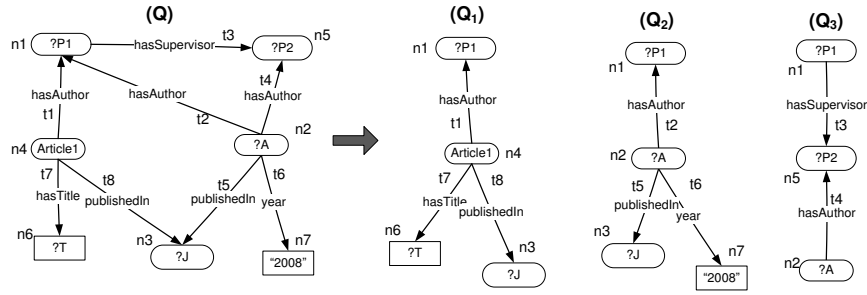 (Q)
n1
?P1
t3
hasSupervisor
?P2
n5
hasAuthor
t1
hasAuthor
t2
t4
hasAuthor
n4
Article1
?A
n2
t7
hasTitle
t8
publishedIn
t5
publishedIn
t6
year
n6
?T
n3
?J
n7
"2008"
(Q1)
n1
?P1
hasAuthor
t1
Article1
n4
t7
hasTitle
t8
publishedIn
n6
?T
n3
?J
(Q2)
n1
?P1
hasAuthor
t2
n2
?A
t5
publishedIn
t6
year
n3
?J
n7
"2008"
(Q3)
?P1
n1
hasSupervisor
t3
?P2
n5
t4
hasAuthor
n2
?A